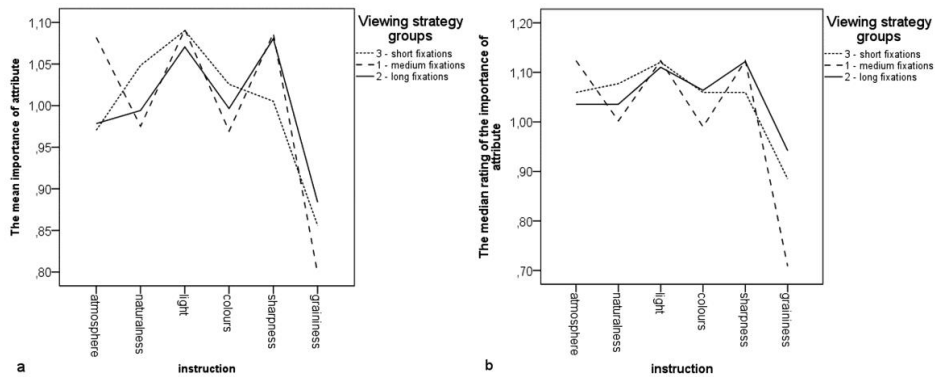 1,10
1,05
1,00
,95
,90
,85
,80
The mean importance of attribute
atmosphere
naturalness
light
colours
sharpness
graininess
instruction
a
Viewing strategy
groups
3 - short fixations
1 - medium fixations
2 - long fixations
1,20
1,10
1,00
,90
,80
,70
The median rating of the importance of
attribute
atmosphere
naturalness
light
colours
sharpness
graininess
instruction
b
Viewing strategy
groups
3 - short fixations
1 - medium fixations
2 - long fixations